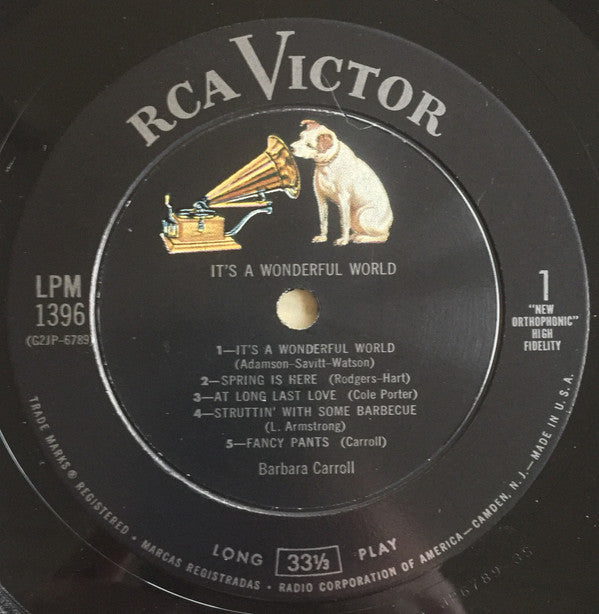 RCA VICTOR
IT'S A WONDERFUL WORLD
LPM
1396
(G2JP-6789)
1
"NEW
ORTHOPHONIC"
HIGH
FIDELITY
1—IT'S A WONDERFUL WORLD
(Adamson-Savitt-Watson)
2—SPRING IS HERE (Rodgers-Hart)
3—AT LONG LAST LOVE (Cole Porter)
4—STRUTTIN' WITH SOME BARBECUE
(L. Armstrong)
5—FANCY PANTS (Carroll)
Barbara Carroll
LONG 33⅓ PLAY
TRADE MARKS ® REGISTERED • MARCAS REGISTRADAS • RADIO CORPORATION OF AMERICA—CAMDEN, N. J.—MADE IN U. S. A.